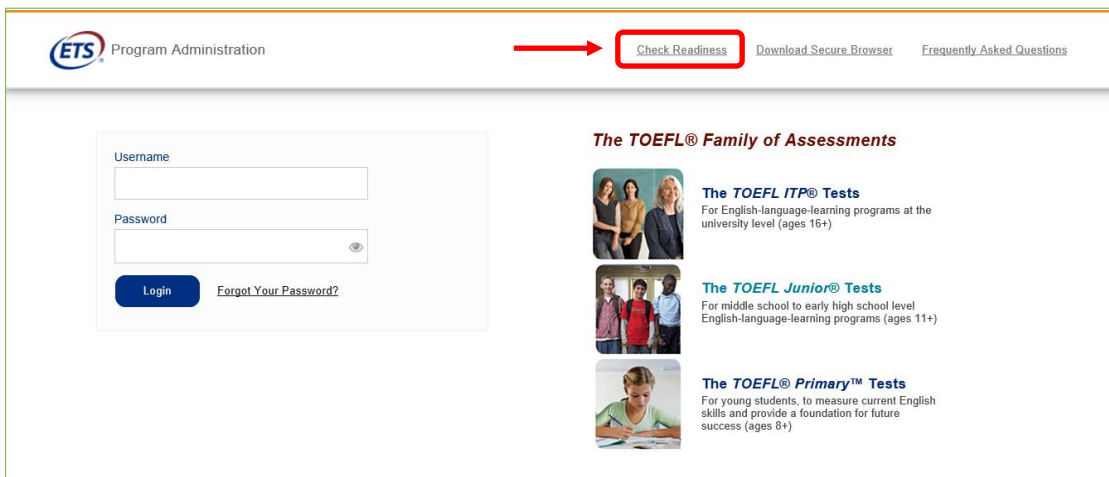 ETS® Program Administration
Check Readiness
Download Secure Browser
Frequently Asked Questions
Username
Password
Login
Forgot Your Password?
The TOEFL® Family of Assessments
The TOEFL ITP® Tests
For English-language-learning programs at the
university level (ages 16+)
The TOEFL Junior® Tests
For middle school to early high school level
English-language-learning programs (ages 11+)
The TOEFL® Primary™ Tests
For young students, to measure current English
skills and provide a foundation for future
success (ages 8+)